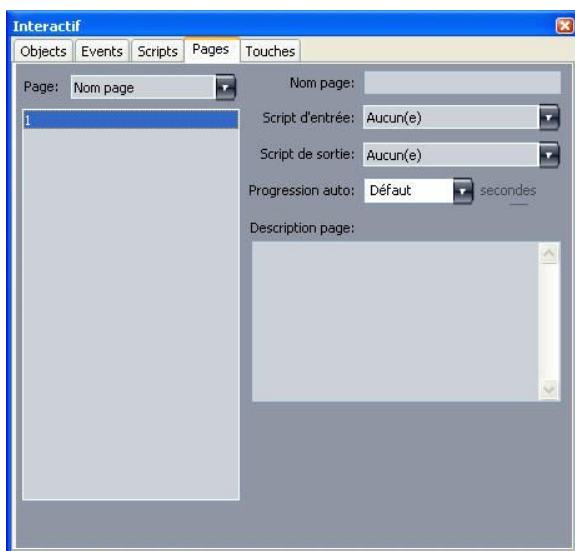 Interactif
Objects Events Scripts Pages Touches
Page: Nom page
1
Nom page:
Script d'entrée: Aucun(e)
Script de sortie: Aucun(e)
Progression auto: Défaut secondes
Description page: